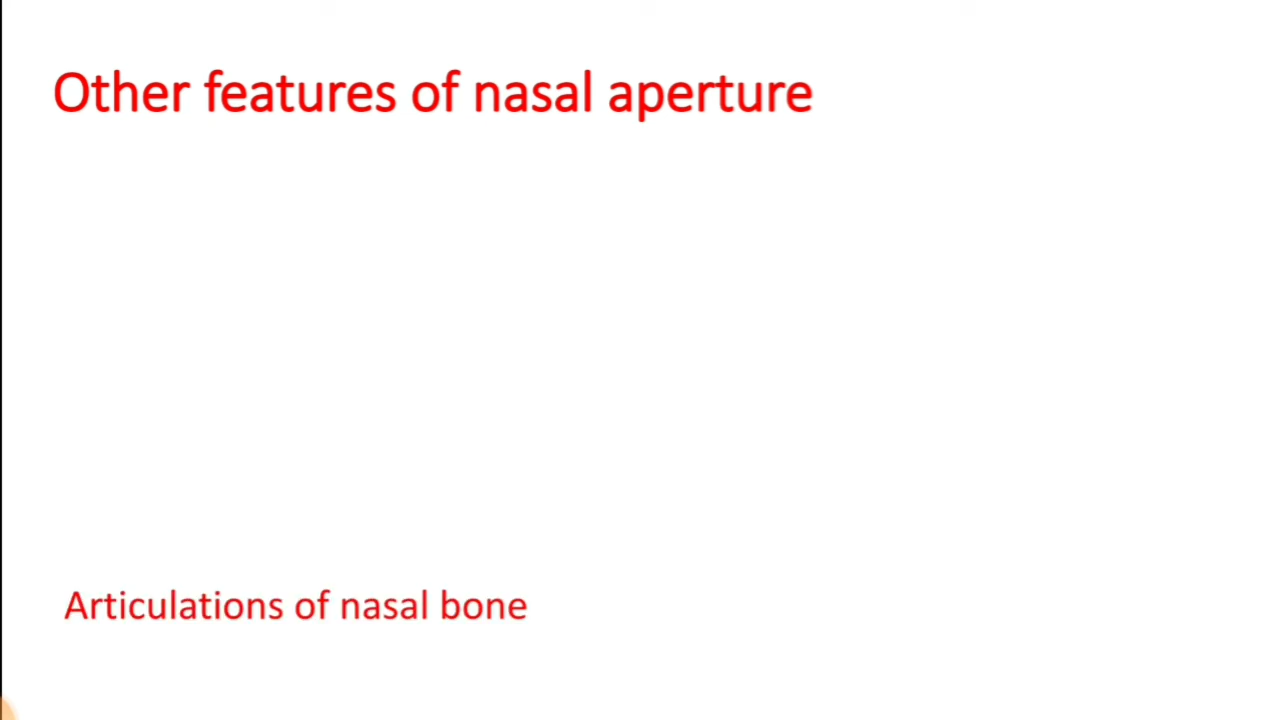 Other features of nasal aperture
Articulations of nasal bone